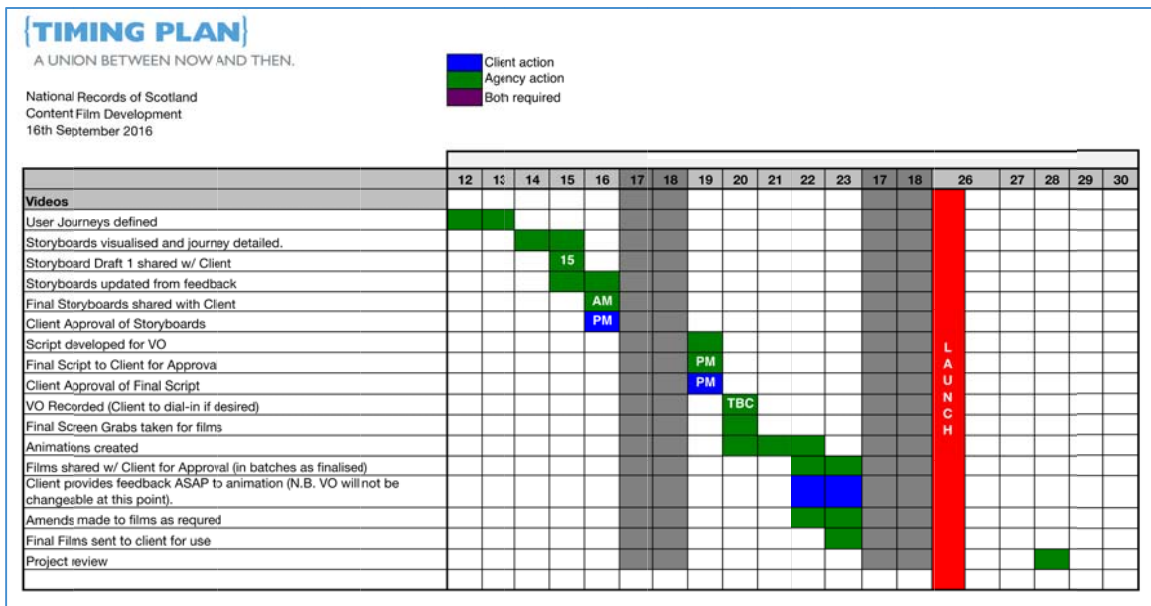 {TIMING PLAN}
A UNION BETWEEN NOW AND THEN.
Client action
Agency action
Both required
National Records of Scotland
Content Film Development
16th September 2016
12 13 14 15 16 17 18 19 20 21 22 23 17 18 26 27 28 29 30
Videos
User Journeys defined
Storyboards visualised and journey detailed.
Storyboard Draft 1 shared w/ Client 15
Storyboards updated from feedback
Final Storyboards shared with Client AM
Client Approval of Storyboards PM
Script developed for VO
Final Script to Client for Approva PM
Client Approval of Final Script PM
VO Recorded (Client to dial-in if desired) TBC
Final Screen Grabs taken for films
Animations created
Films shared w/ Client for Approval (in batches as finalised)
Client provides feedback ASAP to animation (N.B. VO will not be
changeable at this point).
Amends made to films as requred
Final Films sent to client for use
Project review
LAUNCH